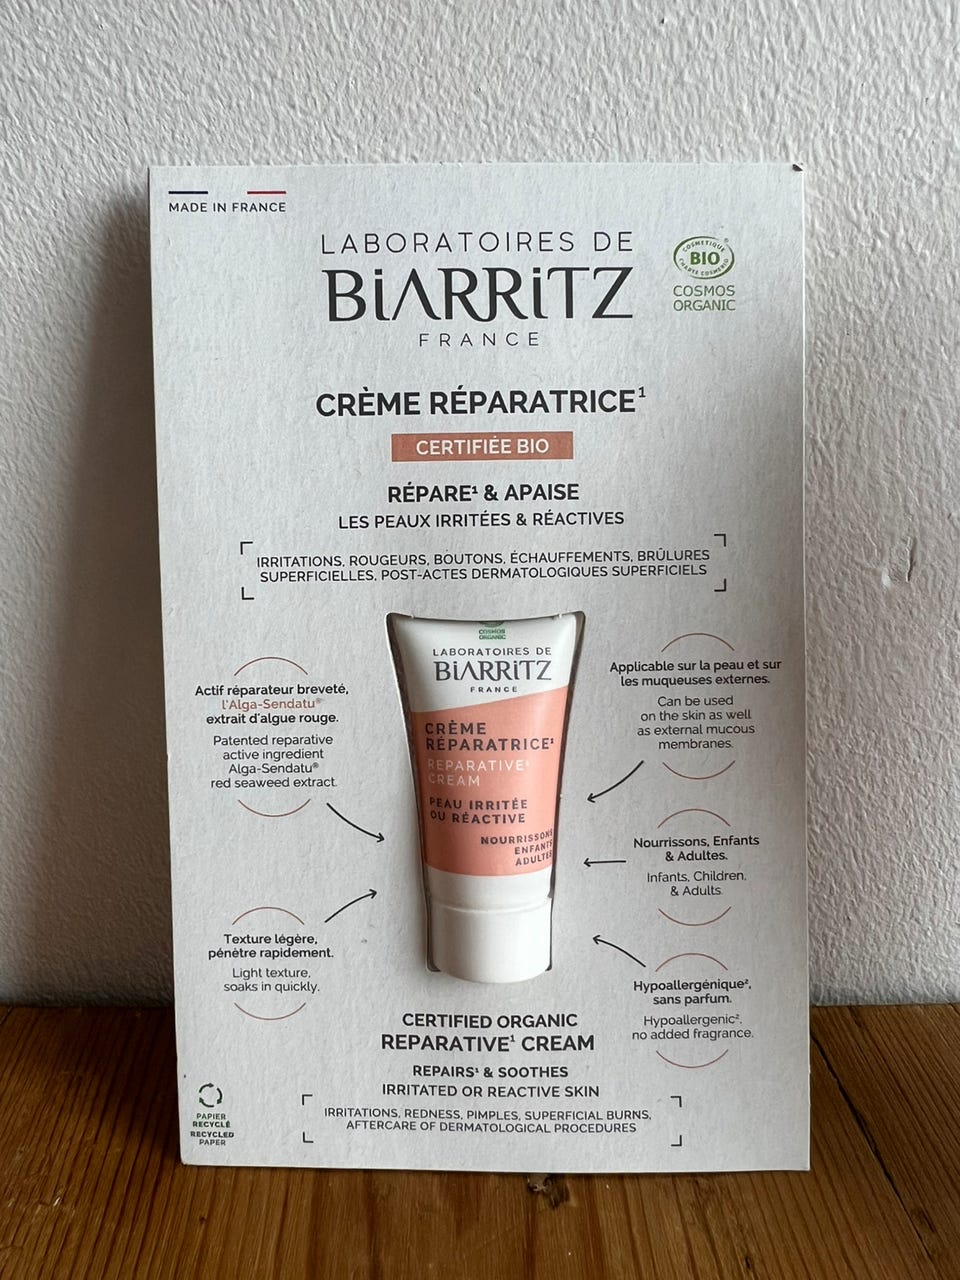 MADE IN FRANCE
LABORATOIRES DE
BiARRiTZ
FRANCE
COSMETIQUE
BIO
CHARTE COSMEBIO
COSMOS
ORGANIC
CRÈME RÉPARATRICE¹
CERTIFIÉE BIO
RÉPARE¹ & APAISE
LES PEAUX IRRITÉES & RÉACTIVES
IRRITATIONS, ROUGEURS, BOUTONS, ÉCHAUFFEMENTS, BRÛLURES
SUPERFICIELLES, POST-ACTES DERMATOLOGIQUES SUPERFICIELS
Actif réparateur breveté,
l'Alga-Sendatu®
extrait d'algue rouge.
Patented reparative
active ingredient
Alga-Sendatu®
red seaweed extract.
Texture légère,
pénètre rapidement.
Light texture,
soaks in quickly.
COSMOS
ORGANIC
LABORATOIRES DE
BiARRiTZ
FRANCE
CRÈME
RÉPARATRICE¹
REPARATIVE¹
CREAM
PEAU IRRITÉE
OU RÉACTIVE
NOURRISSONS
ENFANTS
ADULTES
Applicable sur la peau et sur
les muqueuses externes.
Can be used
on the skin as well
as external mucous
membranes.
Nourrissons, Enfants
& Adultes.
Infants, Children,
& Adults.
Hypoallergénique²,
sans parfum.
Hypoallergenic²,
no added fragrance.
CERTIFIED ORGANIC
REPARATIVE¹ CREAM
REPAIRS¹ & SOOTHES
IRRITATED OR REACTIVE SKIN
IRRITATIONS, REDNESS, PIMPLES, SUPERFICIAL BURNS,
AFTERCARE OF DERMATOLOGICAL PROCEDURES
PAPIER
RECYCLÉ
RECYCLED
PAPER